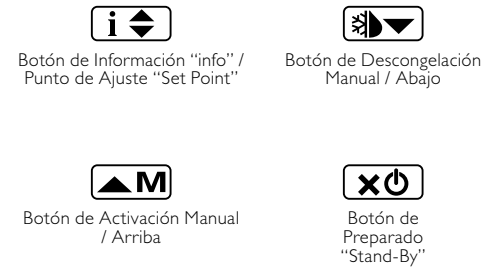 i
Botón de Información “info” /
Punto de Ajuste “Set Point”
Botón de Descongelación
Manual / Abajo
M
Botón de Activación Manual
/ Arriba
Botón de
Preparado
“Stand-By”